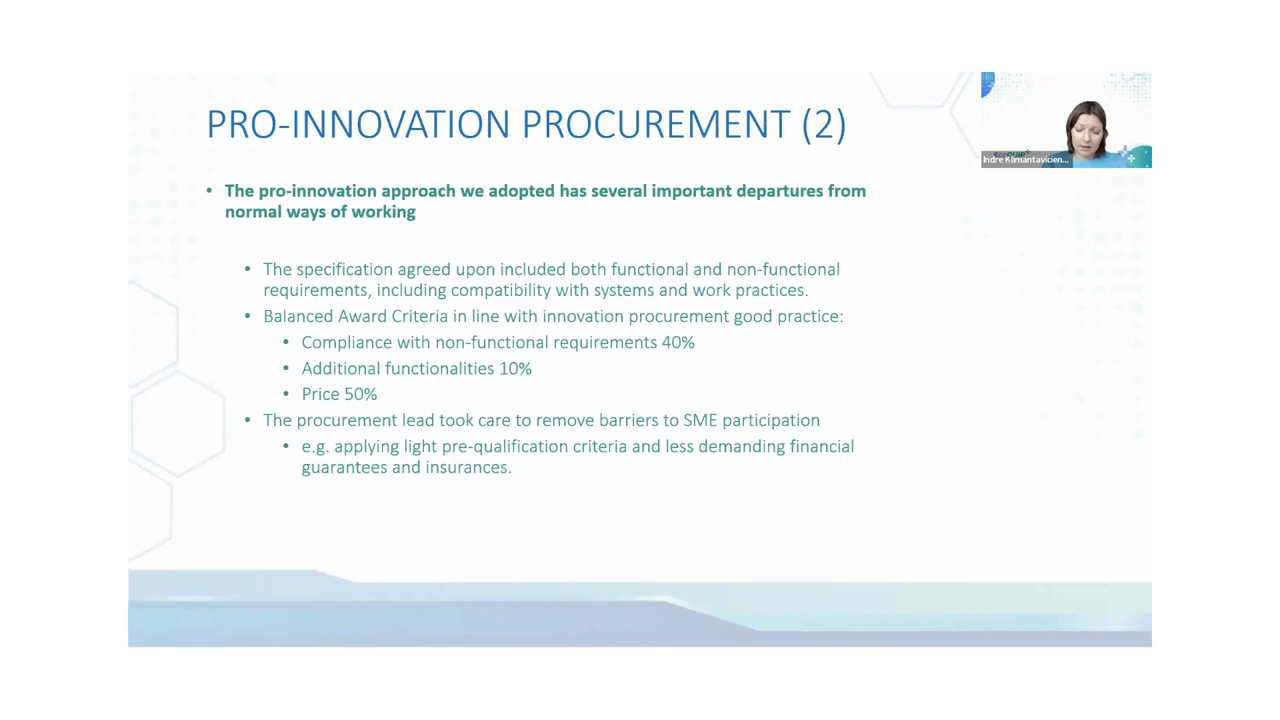 PRO-INNOVATION PROCUREMENT (2)
Indre Klimantavicien...
• The pro-innovation approach we adopted has several important departures from
normal ways of working
• The specification agreed upon included both functional and non-functional
requirements, including compatibility with systems and work practices.
• Balanced Award Criteria in line with innovation procurement good practice:
• Compliance with non-functional requirements 40%
• Additional functionalities 10%
• Price 50%
• The procurement lead took care to remove barriers to SME participation
• e.g. applying light pre-qualification criteria and less demanding financial
guarantees and insurances.